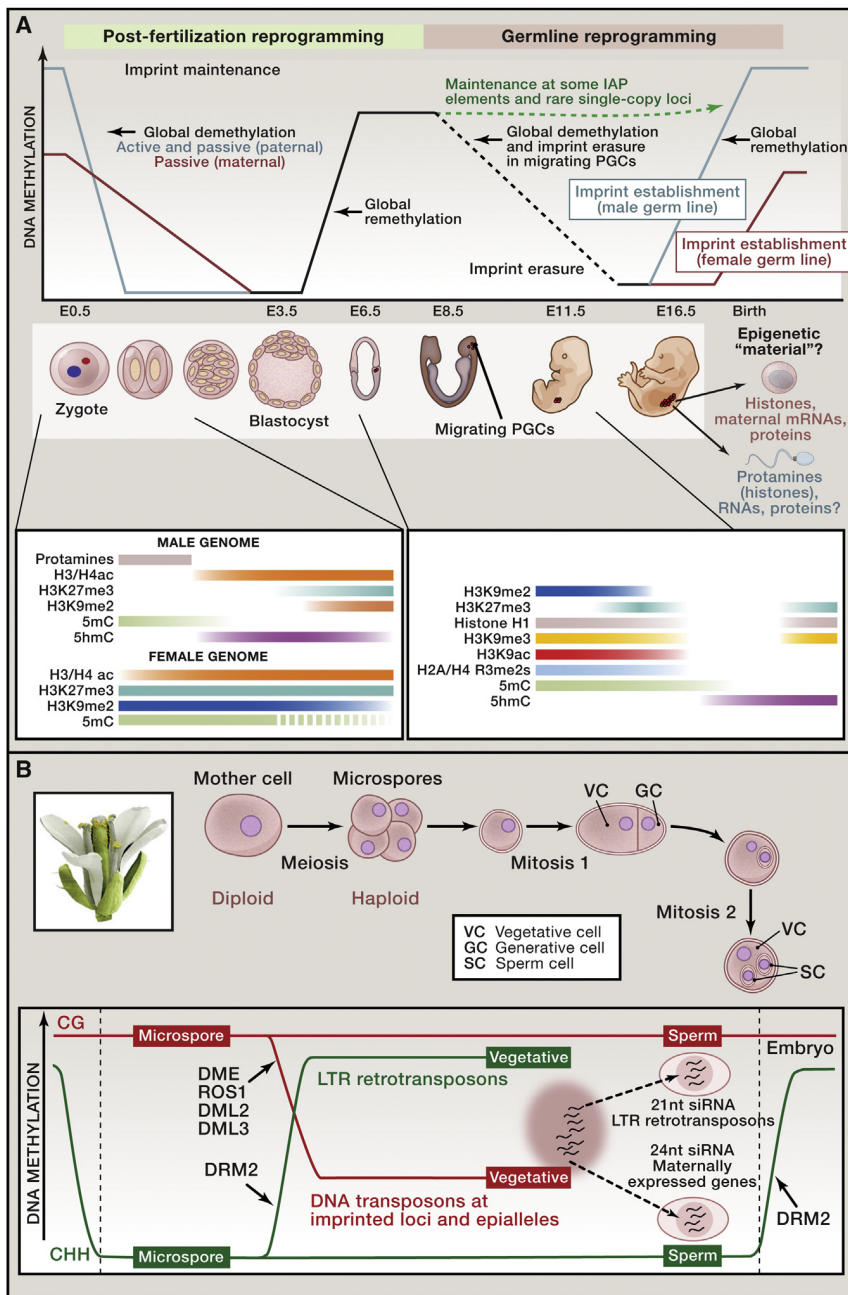 A
Post-fertilization reprogramming
Germline reprogramming
DNA METHYLATION
Imprint maintenance
Global demethylation
Active and passive (paternal)
Passive (maternal)
Maintenance at some IAP
elements and rare single-copy loci
Global demethylation
and imprint erasure
in migrating PGCs
Global
remethylation
Global
remethylation
Imprint establishment
(male germ line)
Imprint establishment
(female germ line)
Imprint erasure
E0.5
E3.5
E6.5
E8.5
E11.5
E16.5
Birth
Zygote
Blastocyst
Migrating PGCs
Epigenetic
“material”?
Histones,
maternal mRNAs,
proteins
Protamines
(histones),
RNAs, proteins?
MALE GENOME
Protamines
H3/H4ac
H3K27me3
H3K9me2
5mC
5hmC
FEMALE GENOME
H3/H4 ac
H3K27me3
H3K9me2
5mC
H3K9me2
H3K27me3
Histone H1
H3K9me3
H3K9ac
H2A/H4 R3me2s
5mC
5hmC
B
Mother cell
Microspores
Meiosis
Diploid
Haploid
Mitosis 1
VC
GC
Mitosis 2
VC
SC
VC Vegetative cell
GC Generative cell
SC Sperm cell
DNA METHYLATION
CG
Microspore
Sperm
Embryo
DME
ROS1
DML2
DML3
DRM2
Vegetative
LTR retrotransposons
21nt siRNA
LTR retrotransposons
24nt siRNA
Maternally
expressed genes
Vegetative
DNA transposons at
imprinted loci and epialleles
DRM2
CHH
Microspore
Sperm